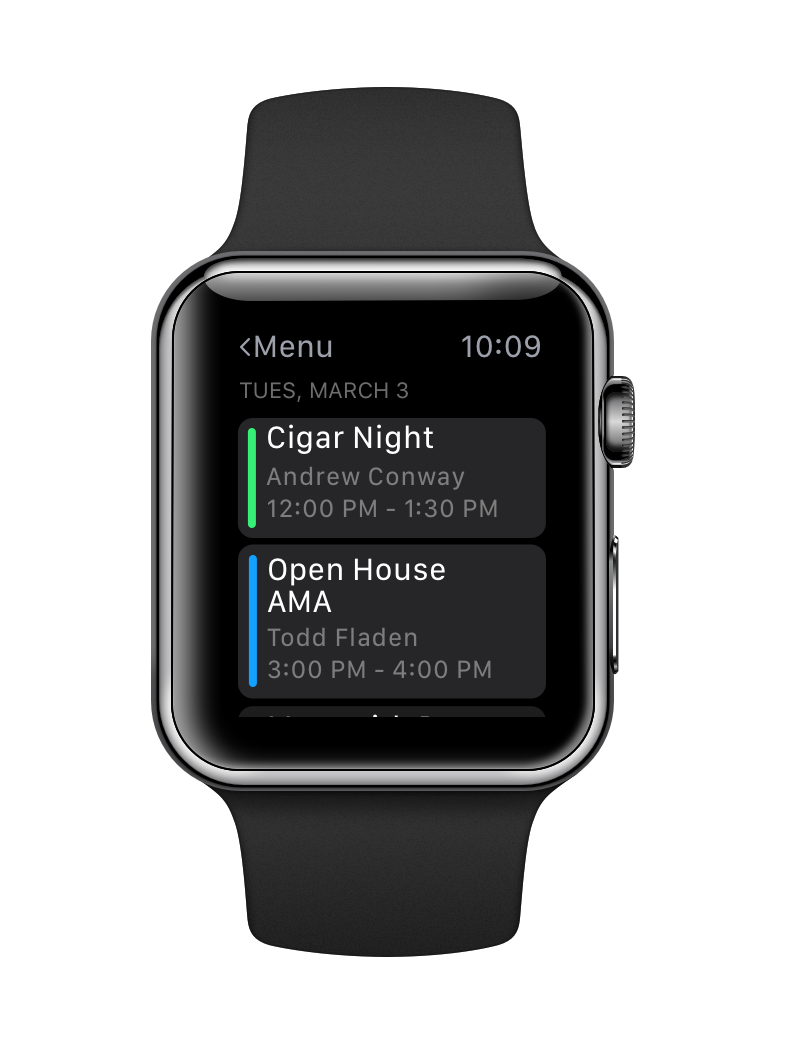 <Menu 10:09
TUES, MARCH 3
Cigar Night
Andrew Conway
12:00 PM - 1:30 PM
Open House
AMA
Todd Fladen
3:00 PM - 4:00 PM